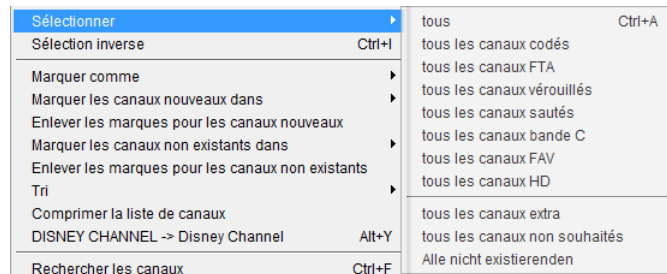 Sélectionner
Sélection inverse Ctrl+I
Marquer comme
Marquer les canaux nouveaux dans
Enlever les marques pour les canaux nouveaux
Marquer les canaux non existants dans
Enlever les marques pour les canaux non existants
Tri
Comprimer la liste de canaux
DISNEY CHANNEL -> Disney Channel Alt+Y
Rechercher les canaux Ctrl+F
tous Ctrl+A
tous les canaux codés
tous les canaux FTA
tous les canaux vérouillés
tous les canaux sautés
tous les canaux bande C
tous les canaux FAV
tous les canaux HD
tous les canaux extra
tous les canaux non souhaités
Alle nicht existierenden